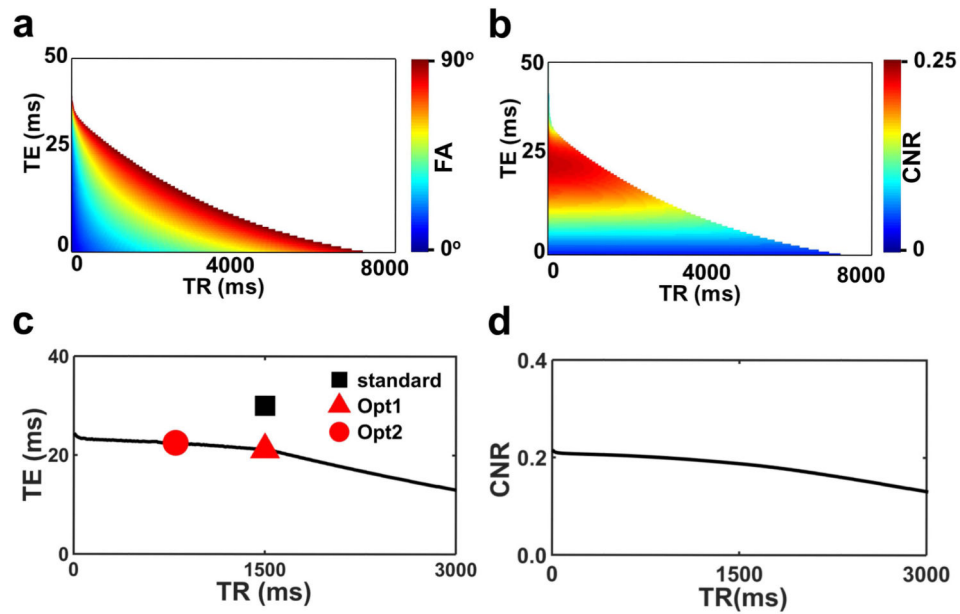 a
50
TE (ms)
25
0
0
4000
8000
TR (ms)
90º
FA
0º
b
50
TE (ms)
25
0
0
4000
8000
TR (ms)
0.25
CNR
0
c
40
TE (ms)
20
0
0
1500
3000
TR (ms)
standard
Opt1
Opt2
d
0.4
CNR
0.2
0.0
0
1500
3000
TR(ms)